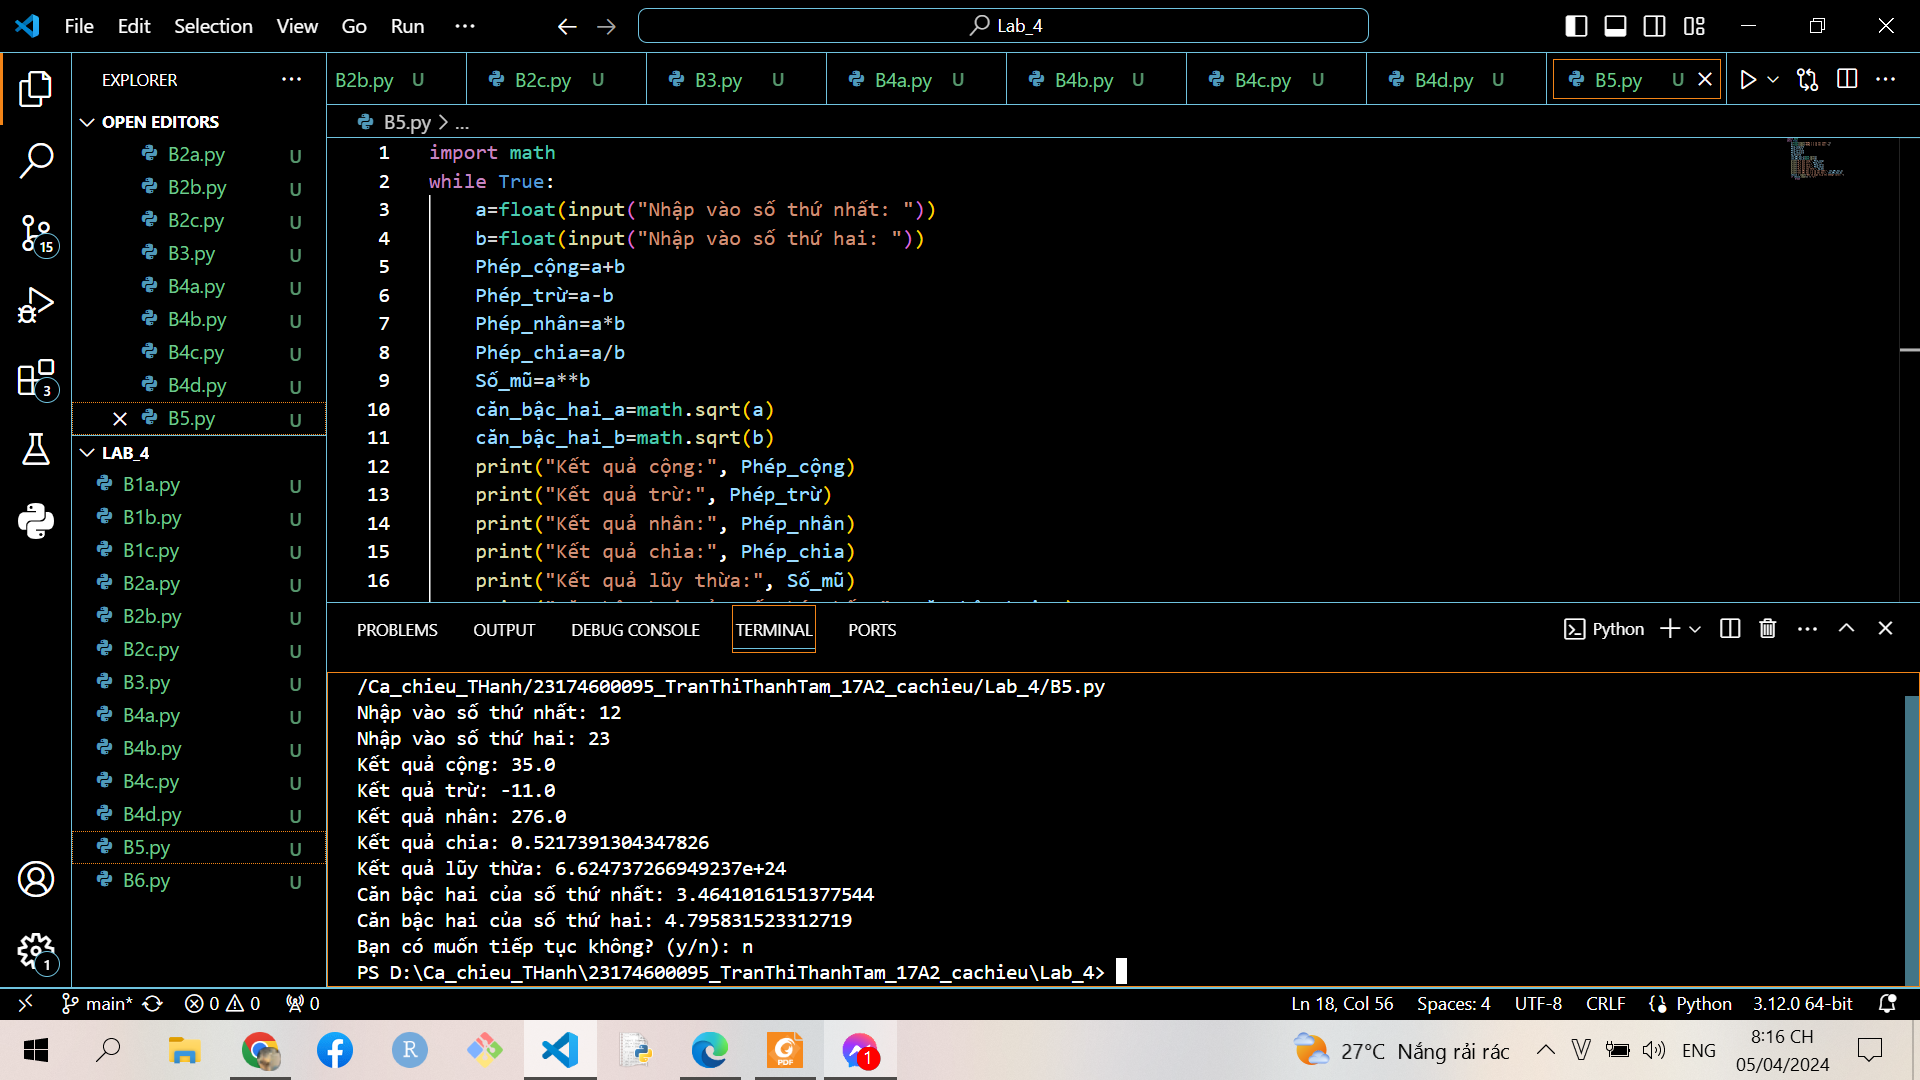 File Edit Selection View Go Run ···
Lab_4
EXPLORER ···
B2b.py U
B2c.py U
B3.py U
B4a.py U
B4b.py U
B4c.py U
B4d.py U
B5.py U
OPEN EDITORS
B2a.py U
B2b.py U
B2c.py U
B3.py U
B4a.py U
B4b.py U
B4c.py U
B4d.py U
B5.py U
LAB_4
B1a.py U
B1b.py U
B1c.py U
B2a.py U
B2b.py U
B2c.py U
B3.py U
B4a.py U
B4b.py U
B4c.py U
B4d.py U
B5.py U
B6.py U
15
3
1
B5.py > ...
1 import math
2 while True:
3 a=float(input("Nhập vào số thứ nhất: "))
4 b=float(input("Nhập vào số thứ hai: "))
5 Phép_cộng=a+b
6 Phép_trừ=a-b
7 Phép_nhân=a*b
8 Phép_chia=a/b
9 Số_mũ=a**b
10 căn_bậc_hai_a=math.sqrt(a)
11 căn_bậc_hai_b=math.sqrt(b)
12 print("Kết quả cộng:", Phép_cộng)
13 print("Kết quả trừ:", Phép_trừ)
14 print("Kết quả nhân:", Phép_nhân)
15 print("Kết quả chia:", Phép_chia)
16 print("Kết quả lũy thừa:", Số_mũ)
PROBLEMS OUTPUT DEBUG CONSOLE TERMINAL PORTS
Python
/Ca_chieu_THanh/23174600095_TranThiThanhTam_17A2_cachieu/Lab_4/B5.py
Nhập vào số thứ nhất: 12
Nhập vào số thứ hai: 23
Kết quả cộng: 35.0
Kết quả trừ: -11.0
Kết quả nhân: 276.0
Kết quả chia: 0.5217391304347826
Kết quả lũy thừa: 6.624737266949237e+24
Căn bậc hai của số thứ nhất: 3.4641016151377544
Căn bậc hai của số thứ hai: 4.795831523312719
Bạn có muốn tiếp tục không? (y/n): n
PS D:\Ca_chieu_THanh\23174600095_TranThiThanhTam_17A2_cachieu\Lab_4>
main* 0 0 0
Ln 18, Col 56 Spaces: 4 UTF-8 CRLF Python 3.12.0 64-bit
R
PDF
1
27°C Nắng rải rác
ENG
8:16 CH
05/04/2024